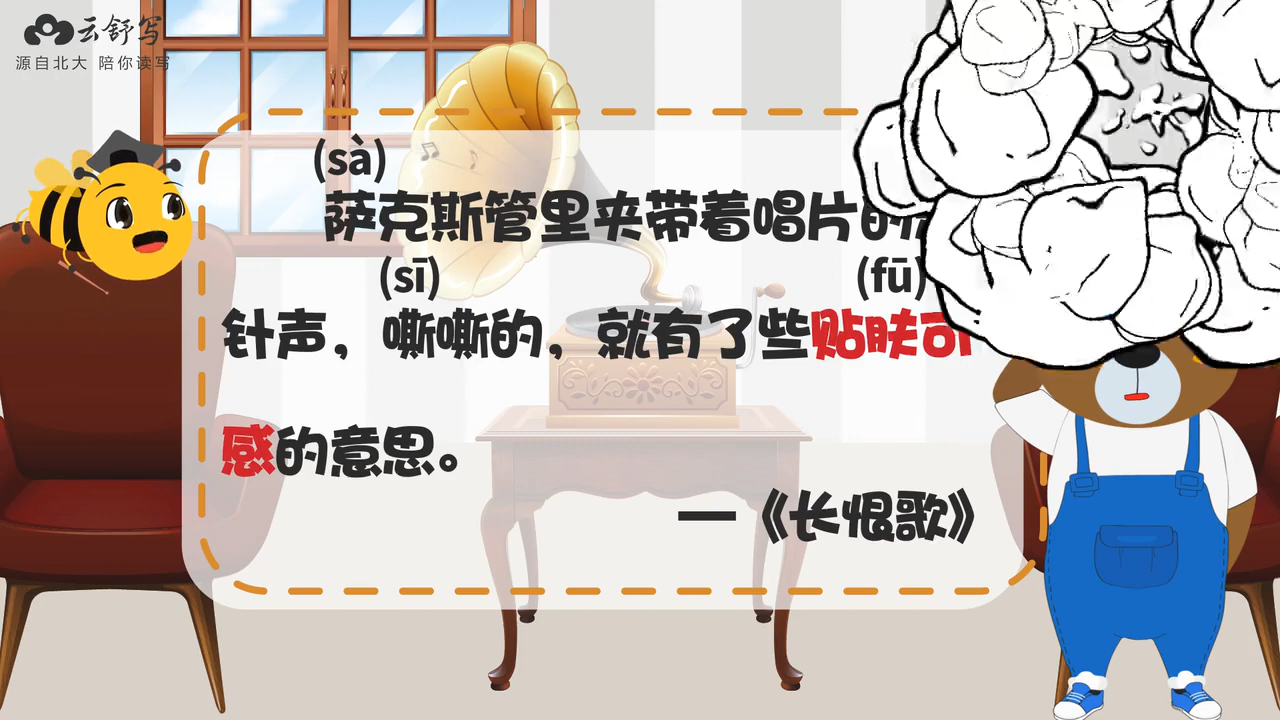 云舒写
源自北大 陪你读写
(sà)
萨克斯管里夹带着唱片的
(sī) (fū)
针声，嘶嘶的，就有了些贴肤可
感的意思。
—《长恨歌》